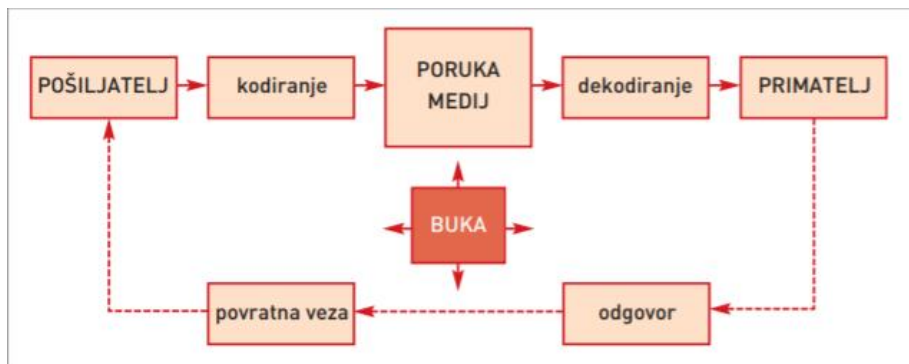 POŠILJATELJ
kodiranje
PORUKA
MEDIJ
dekodiranje
PRIMATELJ
BUKA
povratna veza
odgovor